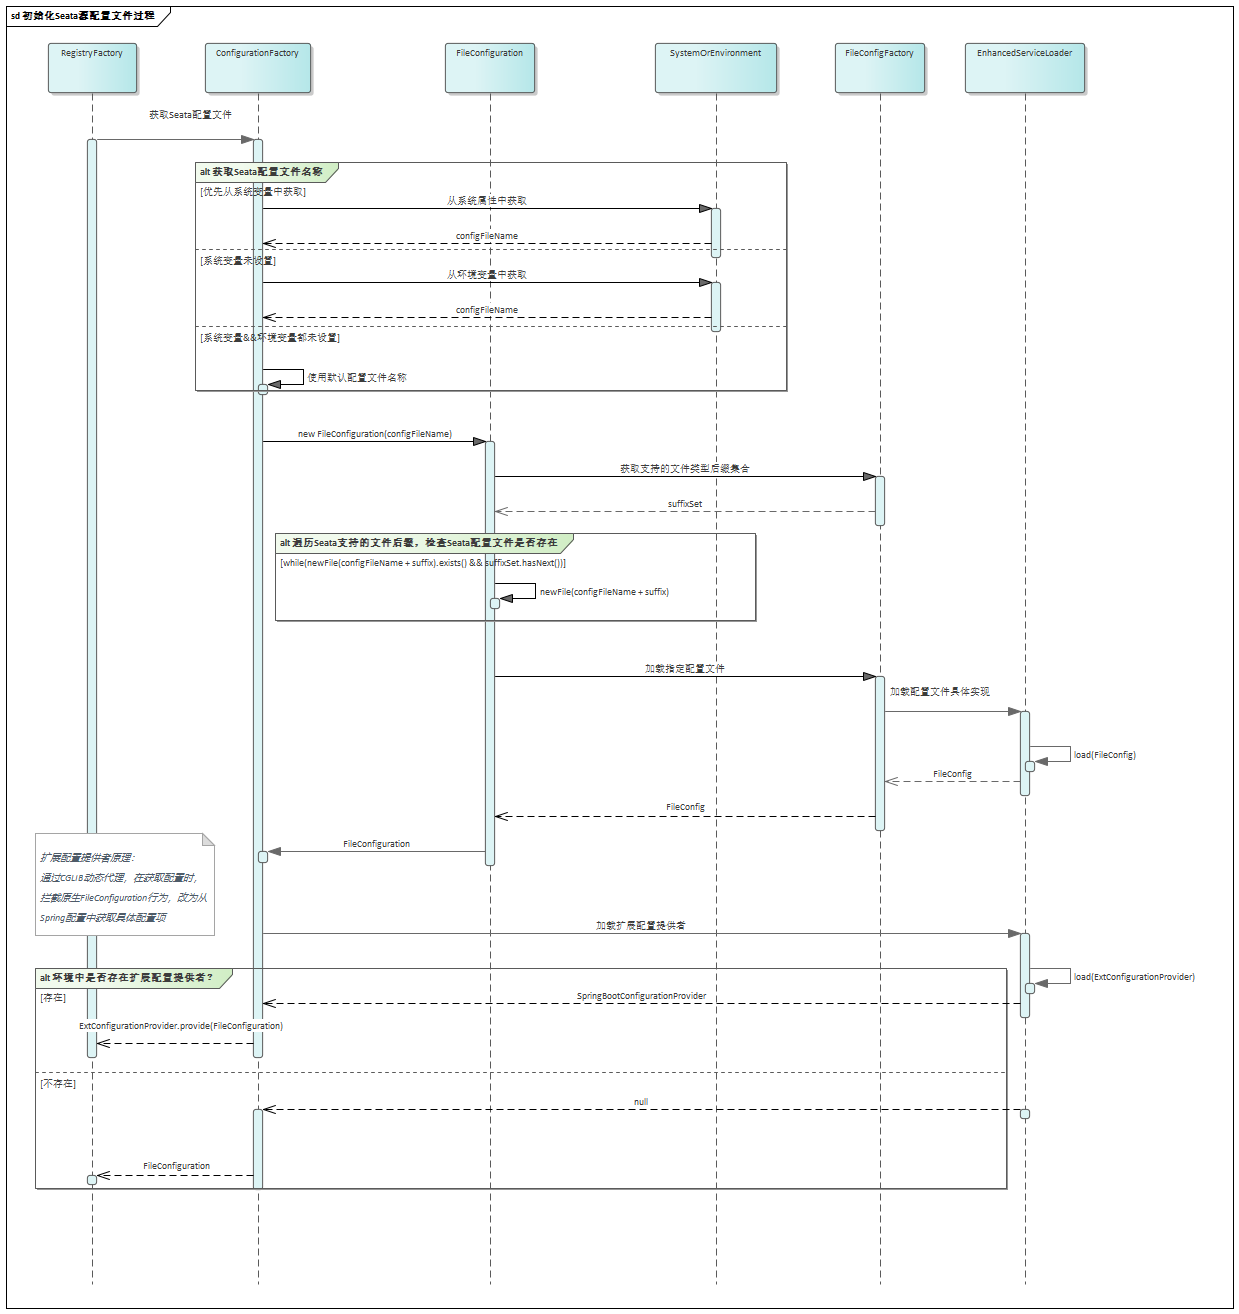 sd 初始化Seata源配置文件过程
RegistryFactory
ConfigurationFactory
FileConfiguration
SystemOrEnvironment
FileConfigFactory
EnhancedServiceLoader
获取Seata配置文件
alt 获取Seata配置文件名称
[优先从系统变量中获取]
从系统属性中获取
configFileName
[系统变量未设置]
从环境变量中获取
configFileName
[系统变量&&环境变量都未设置]
使用默认配置文件名称
new FileConfiguration(configFileName)
获取支持的文件类型后缀集合
suffixSet
alt 遍历Seata支持的文件后缀，检查Seata配置文件是否存在
[while(newFile(configFileName + suffix).exists() && suffixSet.hasNext())]
newFile(configFileName + suffix)
加载指定配置文件
加载配置文件具体实现
load(FileConfig)
FileConfig
FileConfig
FileConfiguration
扩展配置提供者原理：
通过CGLIB动态代理，在获取配置时，
拦截原生FileConfiguration行为，改为从
Spring配置中获取具体配置项
加载扩展配置提供者
alt 环境中是否存在扩展配置提供者？
load(ExtConfigurationProvider)
[存在]
SpringBootConfigurationProvider
ExtConfigurationProvider.provide(FileConfiguration)
[不存在]
null
FileConfiguration